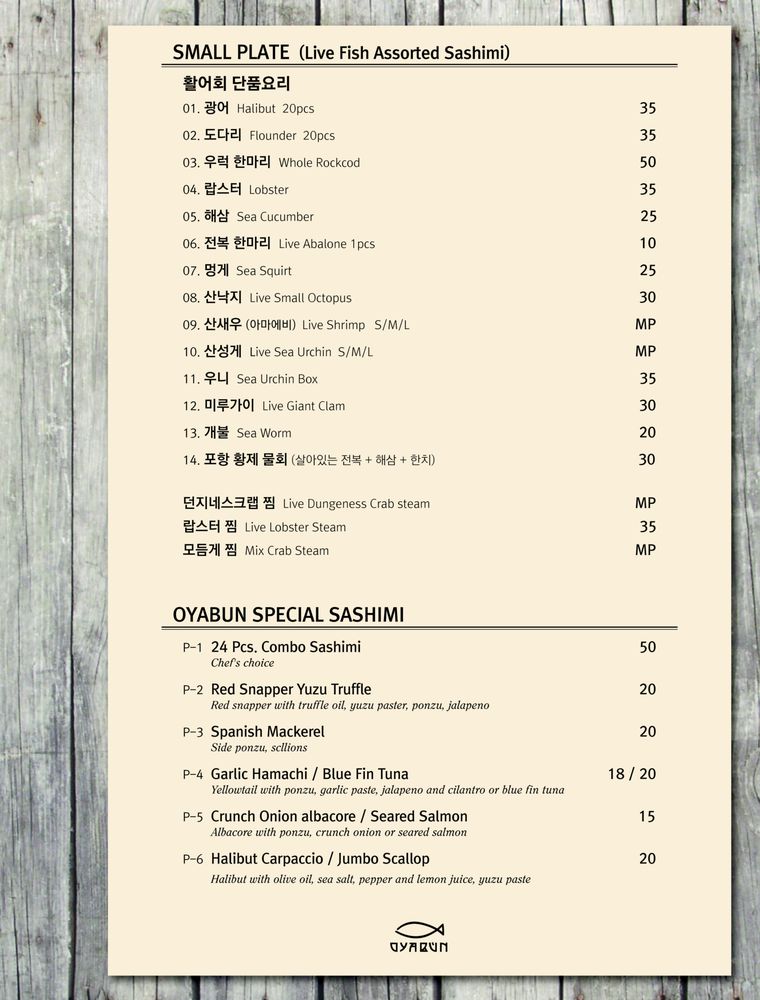 SMALL PLATE (Live Fish Assorted Sashimi)
활어회 단품요리
01. 광어 Halibut 20pcs 35
02. 도다리 Flounder 20pcs 35
03. 우럭 한마리 Whole Rockcod 50
04. 랍스터 Lobster 35
05. 해삼 Sea Cucumber 25
06. 전복 한마리 Live Abalone 1pcs 10
07. 멍게 Sea Squirt 25
08. 산낙지 Live Small Octopus 30
09. 산새우 (아마에비) Live Shrimp S/M/L MP
10. 산성게 Live Sea Urchin S/M/L MP
11. 우니 Sea Urchin Box 35
12. 미루가이 Live Giant Clam 30
13. 개불 Sea Worm 20
14. 포항 황제 물회 (살아있는 전복 + 해삼 + 한치) 30
던지네스크랩 찜 Live Dungeness Crab steam MP
랍스터 찜 Live Lobster Steam 35
모듬게 찜 Mix Crab Steam MP
OYABUN SPECIAL SASHIMI
P-1 24 Pcs. Combo Sashimi 50
Chef's choice
P-2 Red Snapper Yuzu Truffle 20
Red snapper with truffle oil, yuzu paster, ponzu, jalapeno
P-3 Spanish Mackerel 20
Side ponzu, scllions
P-4 Garlic Hamachi / Blue Fin Tuna 18 / 20
Yellowtail with ponzu, garlic paste, jalapeno and cilantro or blue fin tuna
P-5 Crunch Onion albacore / Seared Salmon 15
Albacore with ponzu, crunch onion or seared salmon
P-6 Halibut Carpaccio / Jumbo Scallop 20
Halibut with olive oil, sea salt, pepper and lemon juice, yuzu paste
OYABUN